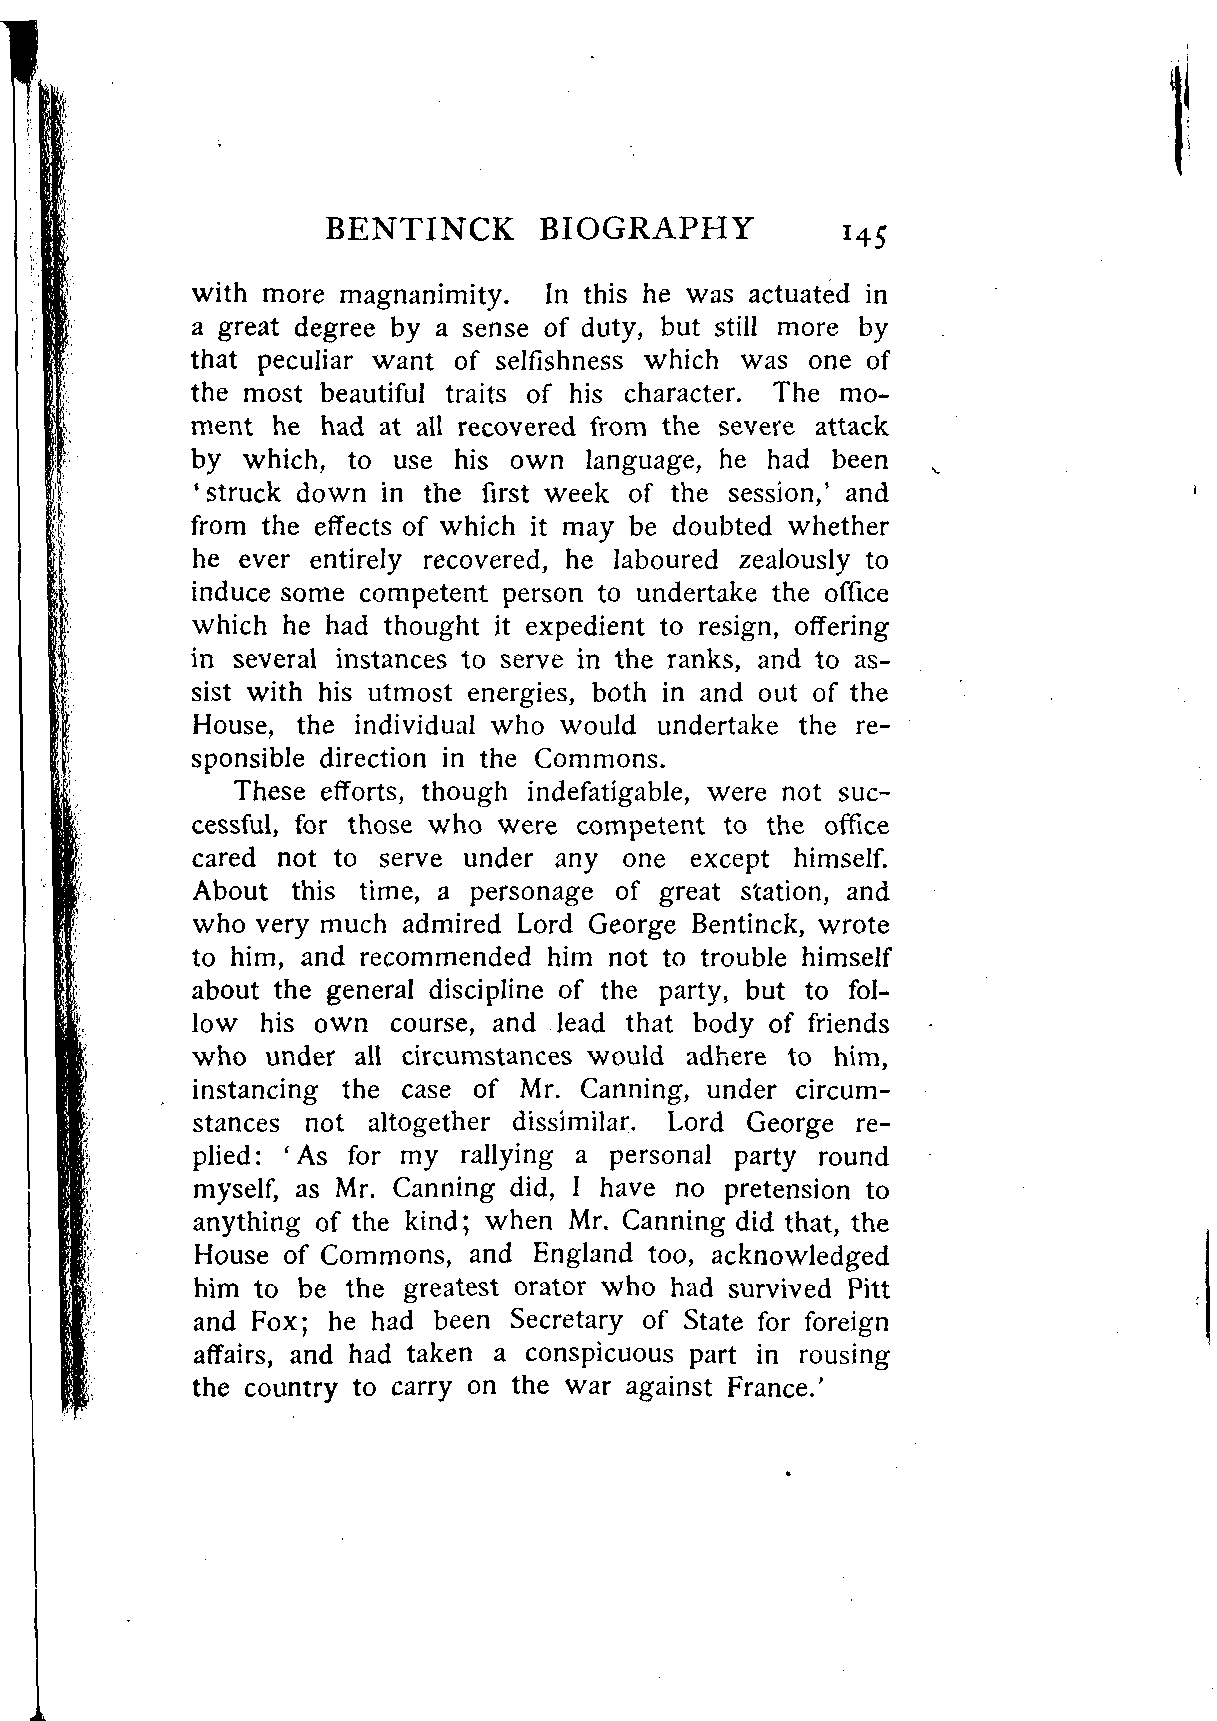 BENTINCK BIOGRAPHY 145
with more magnanimity. In this he was actuated in
a great degree by a sense of duty, but still more by
that peculiar want of selfishness which was one of
the most beautiful traits of his character. The mo-
ment he had at all recovered from the severe attack
by which, to use his own language, he had been
‘struck down in the first week of the session,’ and
from the effects of which it may be doubted whether
he ever entirely recovered, he laboured zealously to
induce some competent person to undertake the office
which he had thought it expedient to resign, offering
in several instances to serve in the ranks, and to as-
sist with his utmost energies, both in and out of the
House, the individual who would undertake the re-
sponsible direction in the Commons.
These efforts, though indefatigable, were not suc-
cessful, for those who were competent to the office
cared not to serve under any one except himself.
About this time, a personage of great station, and
who very much admired Lord George Bentinck, wrote
to him, and recommended him not to trouble himself
about the general discipline of the party, but to fol-
low his own course, and lead that body of friends
who under all circumstances would adhere to him,
instancing the case of Mr. Canning, under circum-
stances not altogether dissimilar. Lord George re-
plied: ‘As for my rallying a personal party round
myself, as Mr. Canning did, I have no pretension to
anything of the kind; when Mr. Canning did that, the
House of Commons, and England too, acknowledged
him to be the greatest orator who had survived Pitt
and Fox; he had been Secretary of State for foreign
affairs, and had taken a conspicuous part in rousing
the country to carry on the war against France.’